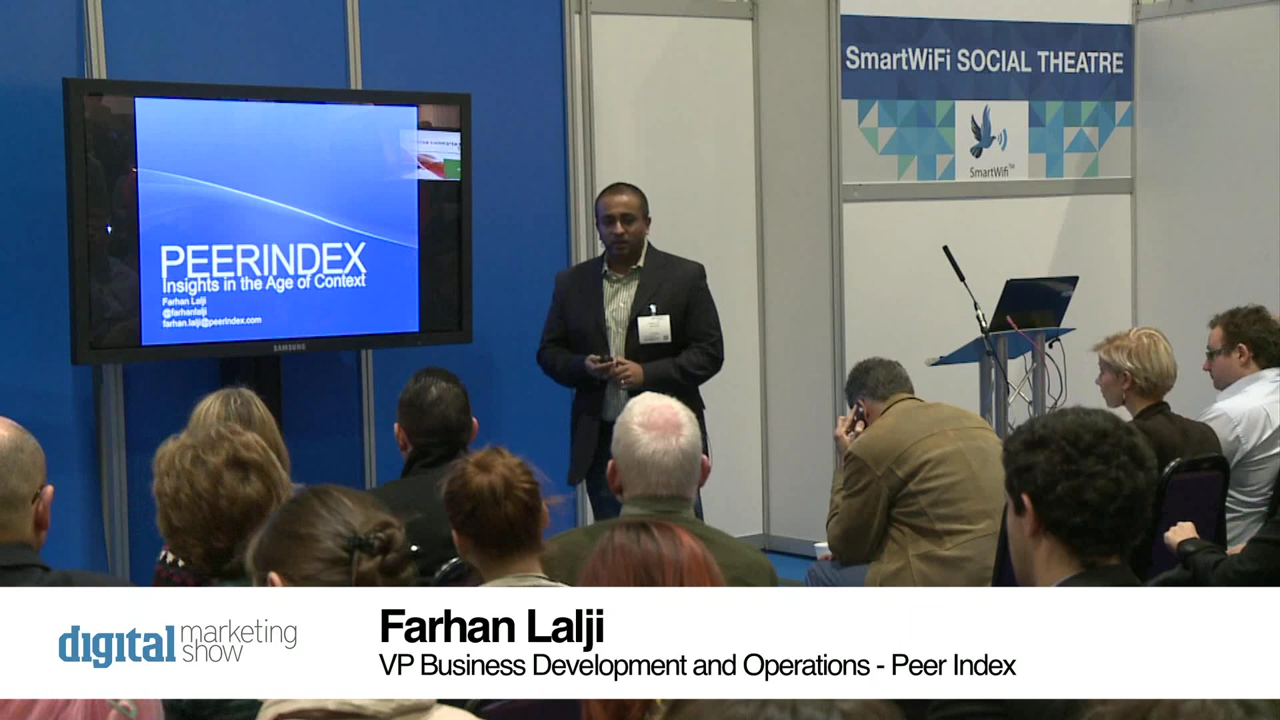 SmartWiFi SOCIAL THEATRE
SmartWifi™
PEERINDEX
Insights in the Age of Context
Farhan Lalji
@farhanlalji
farhan.lalji@peerindex.com
SAMSUNG
digital marketing show
Farhan Lalji
VP Business Development and Operations - Peer Index